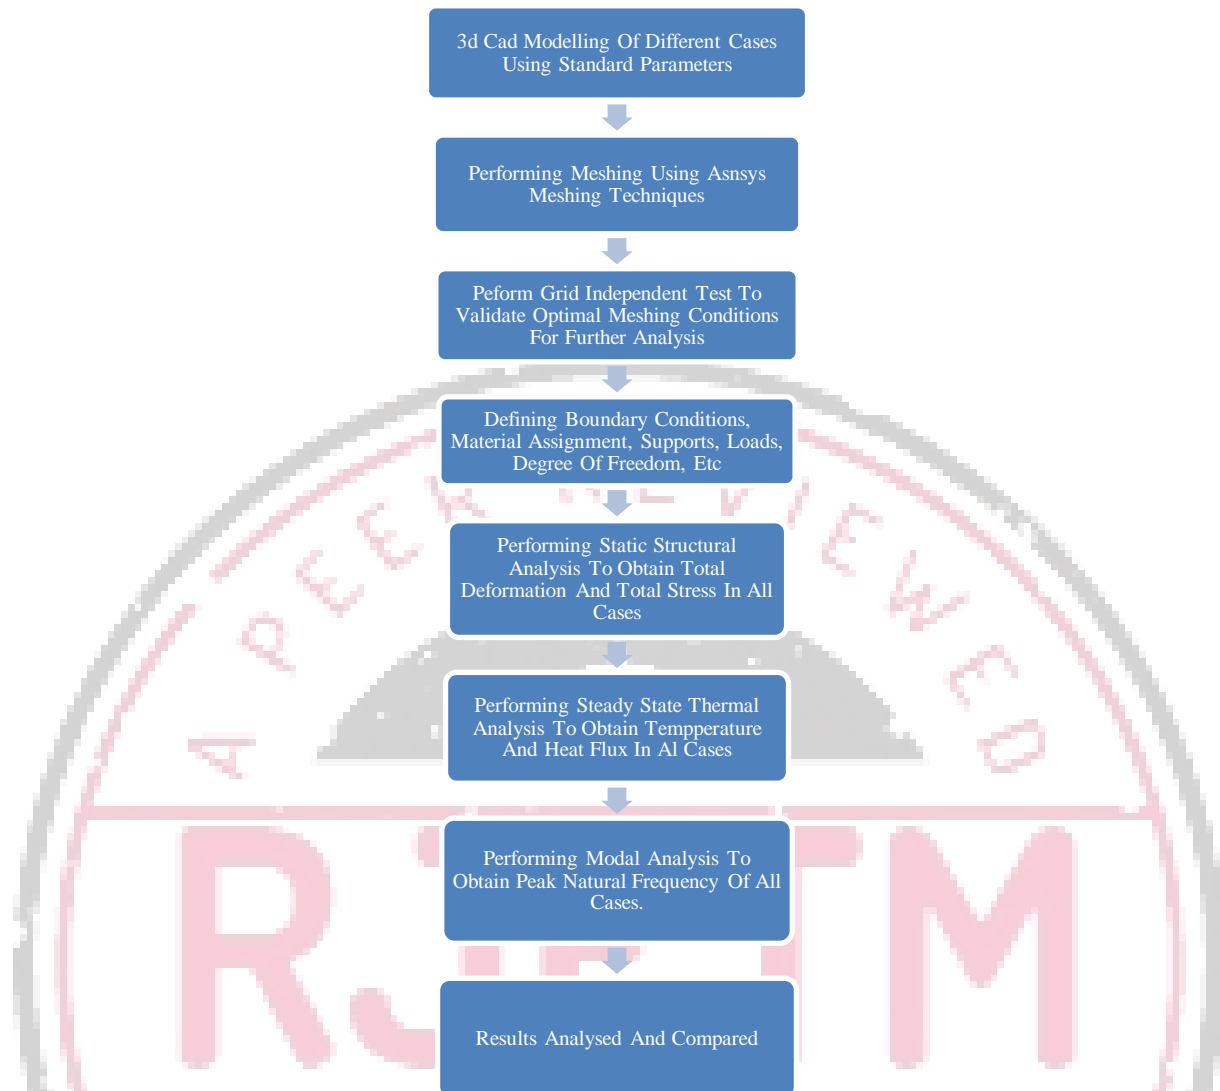 3d Cad Modelling Of Different Cases
Using Standard Parameters
Performing Meshing Using Asnsys
Meshing Techniques
Peform Grid Independent Test To
Validate Optimal Meshing Conditions
For Further Analysis
Defining Boundary Conditions,
Material Assignment, Supports, Loads,
Degree Of Freedom, Etc
Performing Static Structural
Analysis To Obtain Total
Deformation And Total Stress In All
Cases
Performing Steady State Thermal
Analysis To Obtain Tempperature
And Heat Flux In Al Cases
Performing Modal Analysis To
Obtain Peak Natural Frequency Of All
Cases.
Results Analysed And Compared